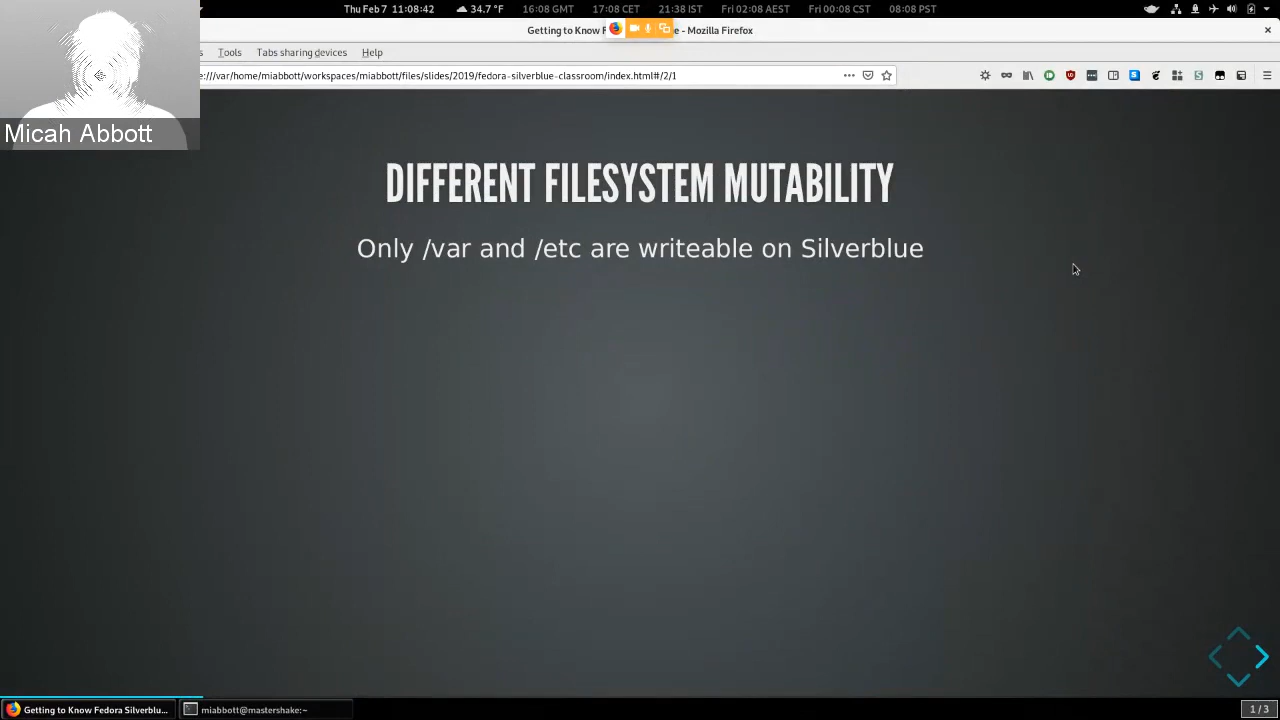 Thu Feb 7 11:08:42
34.7 °F
16:08 GMT
17:08 CET
21:38 IST
Fri 02:08 AEST
Fri 00:08 CST
08:08 PST
Getting to Know F
e - Mozilla Firefox
Tools
Tabs sharing devices
Help
e:///var/home/miabbott/workspaces/miabbott/files/slides/2019/fedora-silverblue-classroom/index.html#/2/1
Micah Abbott
DIFFERENT FILESYSTEM MUTABILITY
Only /var and /etc are writeable on Silverblue
Getting to Know Fedora Silverblu...
miabbott@mastershake:~
1 / 3